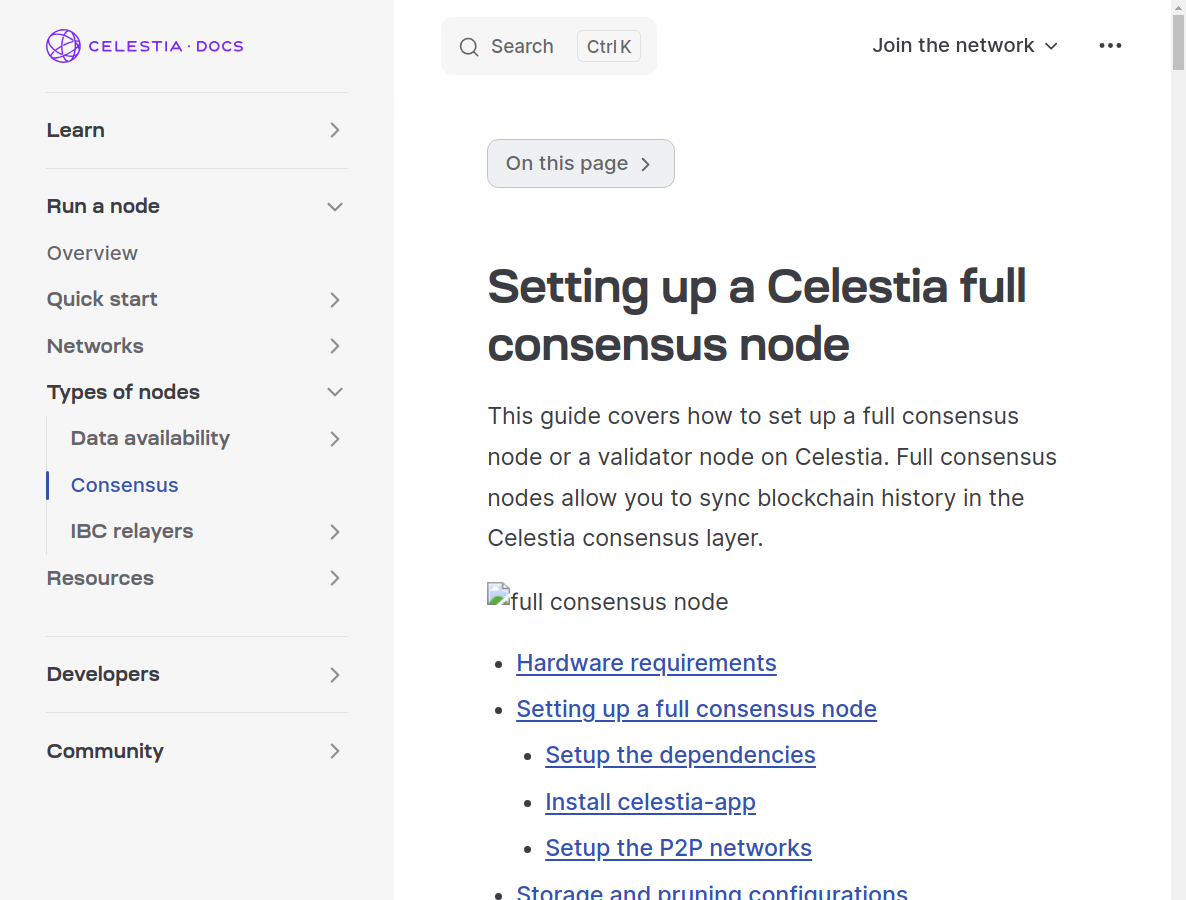 CELESTIA · DOCS
Search
Ctrl K
Join the network
Learn
Run a node
Overview
Quick start
Networks
Types of nodes
Data availability
Consensus
IBC relayers
Resources
Developers
Community
On this page
Setting up a Celestia full
consensus node
This guide covers how to set up a full consensus
node or a validator node on Celestia. Full consensus
nodes allow you to sync blockchain history in the
Celestia consensus layer.
full consensus node
Hardware requirements
Setting up a full consensus node
Setup the dependencies
Install celestia-app
Setup the P2P networks
Storage and pruning configurations